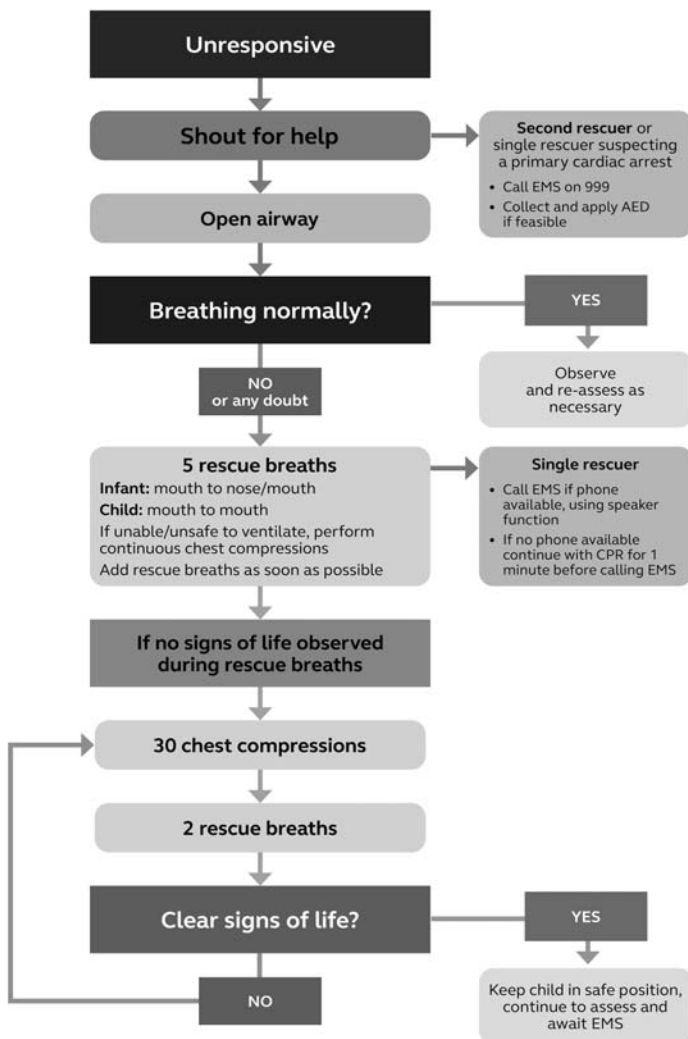 Unresponsive
Shout for help
Second rescuer or
single rescuer suspecting
a primary cardiac arrest
• Call EMS on 999
• Collect and apply AED
if feasible
Open airway
Breathing normally?
YES
Observe
and re-assess as
necessary
NO
or any doubt
5 rescue breaths
Infant: mouth to nose/mouth
Child: mouth to mouth
If unable/unsafe to ventilate, perform
continuous chest compressions
Add rescue breaths as soon as possible
Single rescuer
• Call EMS if phone
available, using speaker
function
• If no phone available
continue with CPR for 1
minute before calling EMS
If no signs of life observed
during rescue breaths
30 chest compressions
2 rescue breaths
Clear signs of life?
YES
NO
Keep child in safe position,
continue to assess and
await EMS